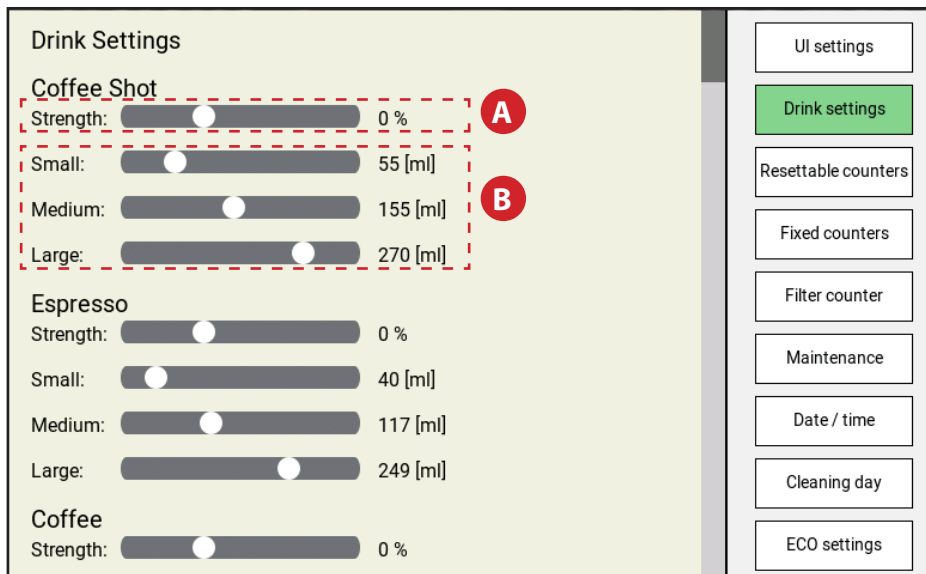 Drink Settings
Coffee Shot
Strength: 0 %
A
Small: 55 [ml]
B
Medium: 155 [ml]
Large: 270 [ml]
Espresso
Strength: 0 %
Small: 40 [ml]
Medium: 117 [ml]
Large: 249 [ml]
Coffee
Strength: 0 %
UI settings
Drink settings
Resettable counters
Fixed counters
Filter counter
Maintenance
Date / time
Cleaning day
ECO settings